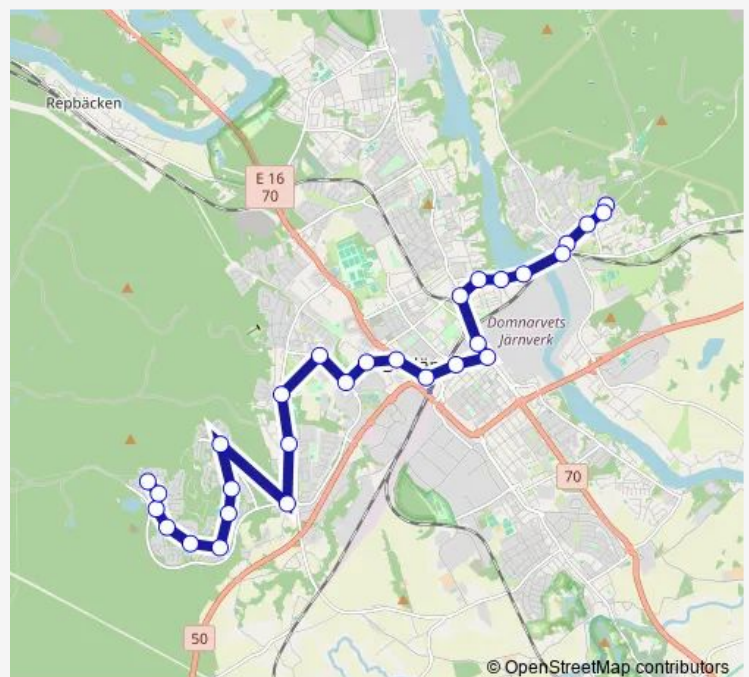 Repbäcken
E 16
70
Domnarvets
Järnverk
70
50
© OpenStreetMap contributors